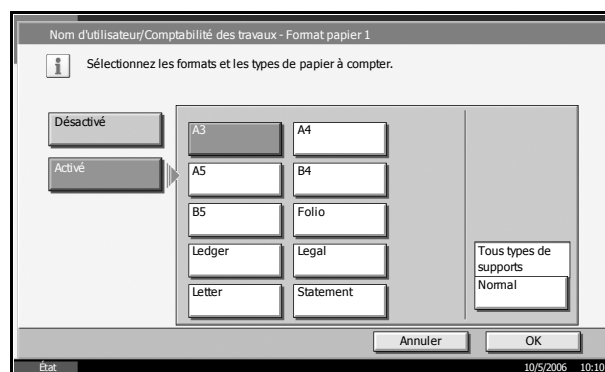 Nom d'utilisateur/Comptabilité des travaux - Format papier 1
Sélectionnez les formats et les types de papier à compter.
Désactivé
Activé
A3
A4
A5
B4
B5
Folio
Ledger
Legal
Letter
Statement
Tous types de
supports
Normal
Annuler
OK
État
10/5/2006 10:10